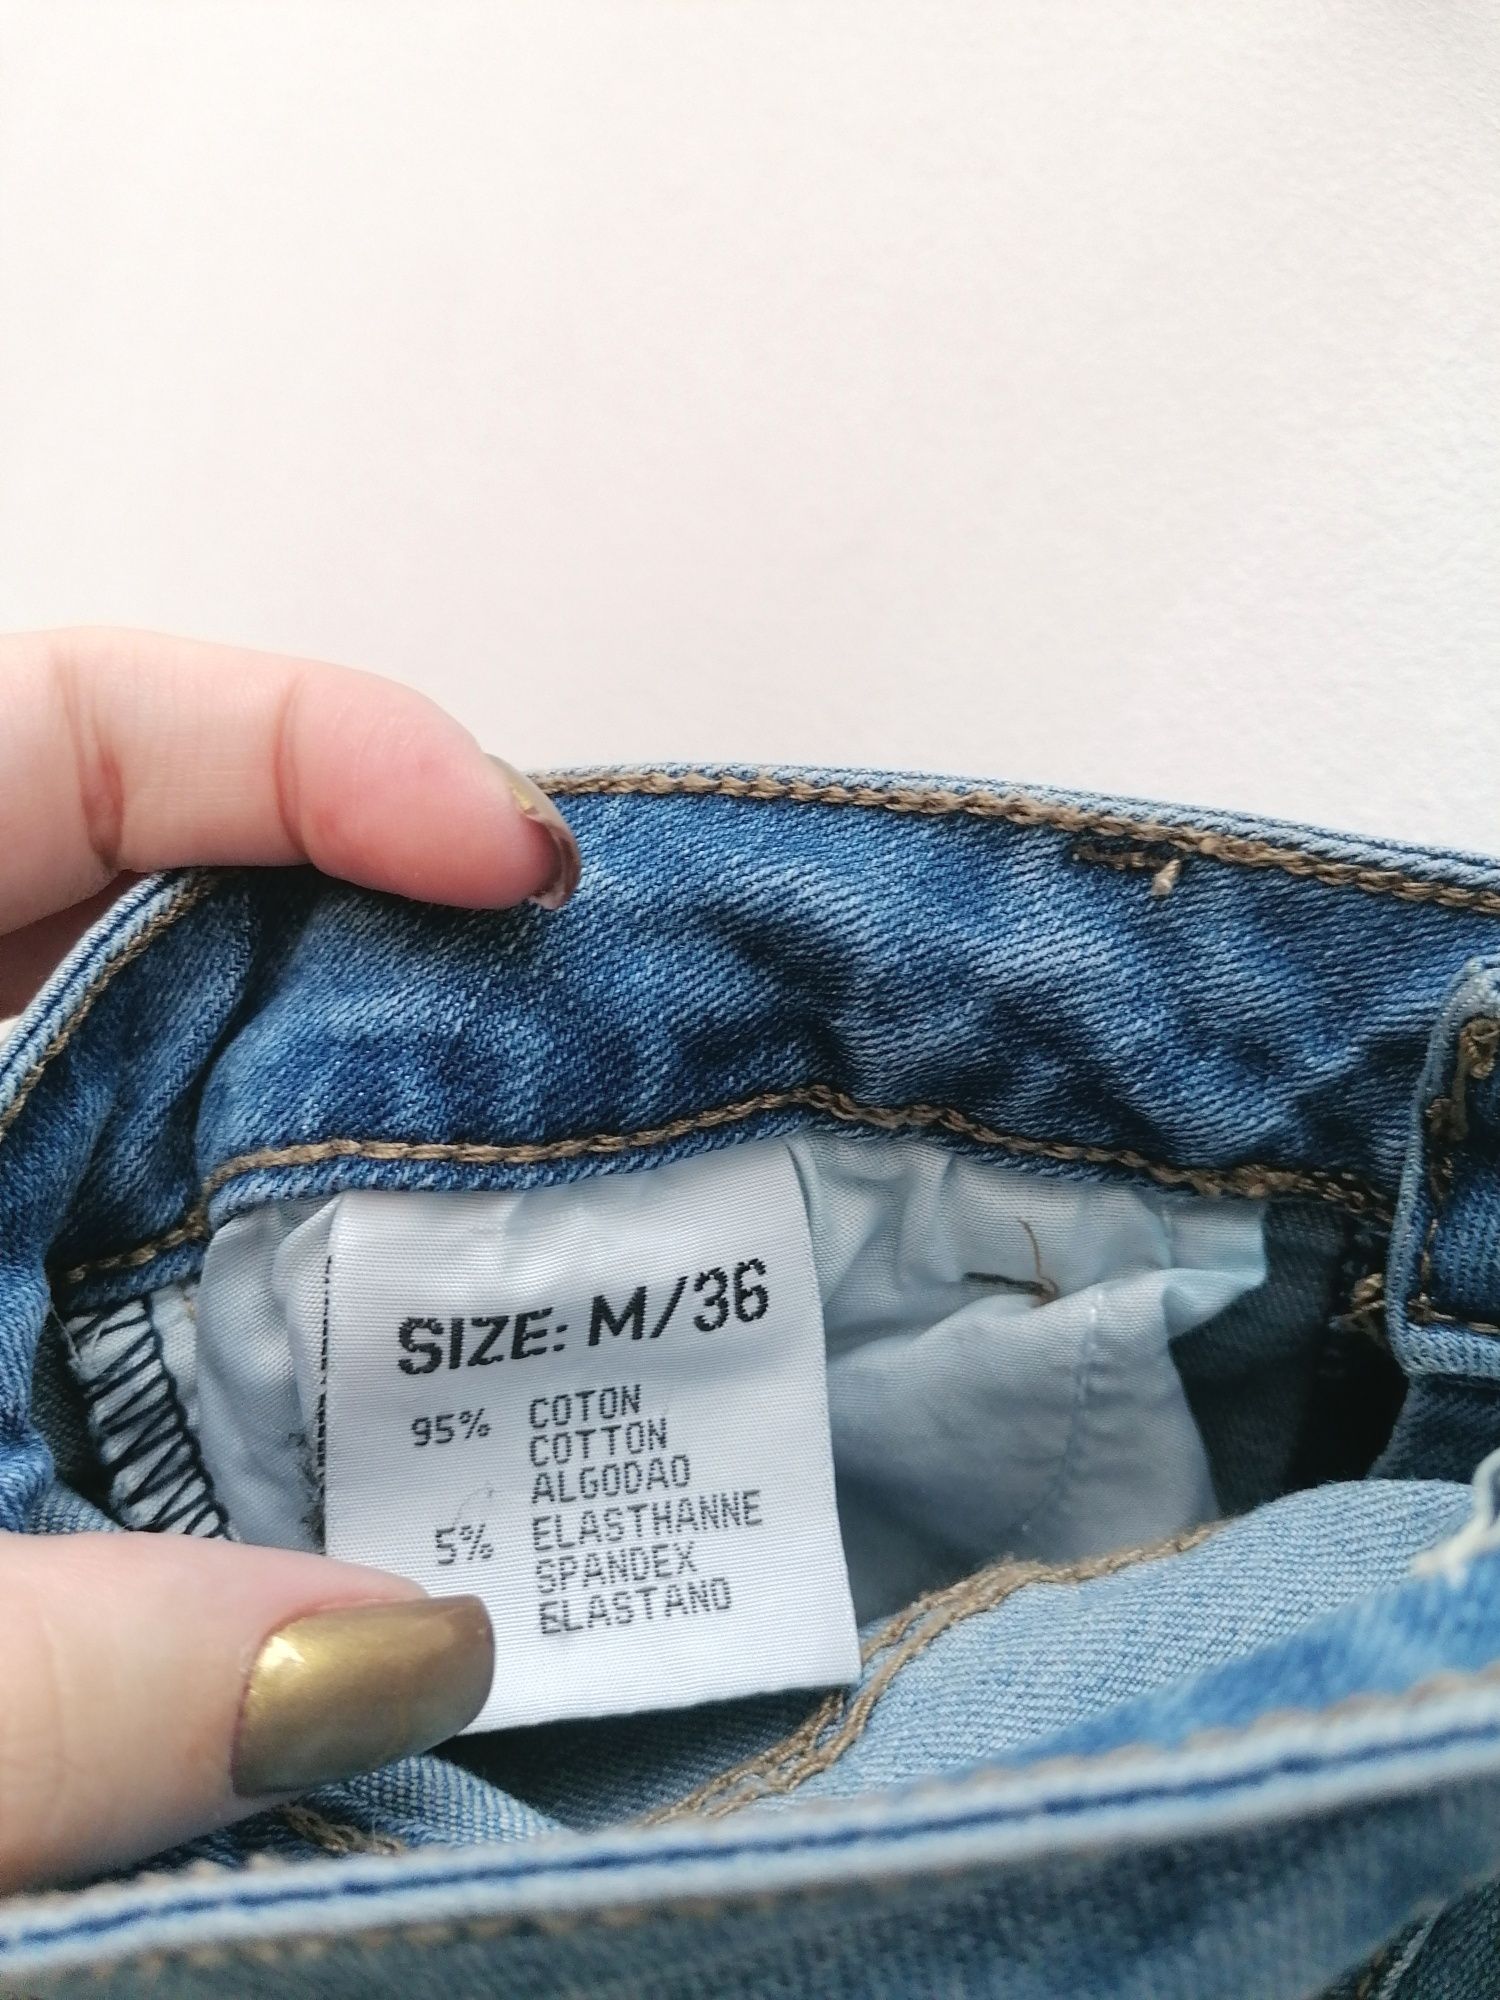 SIZE: M/36
95% COTON
COTTON
ALGODAO
5% ELASTHANNE
SPANDEX
ELASTANO